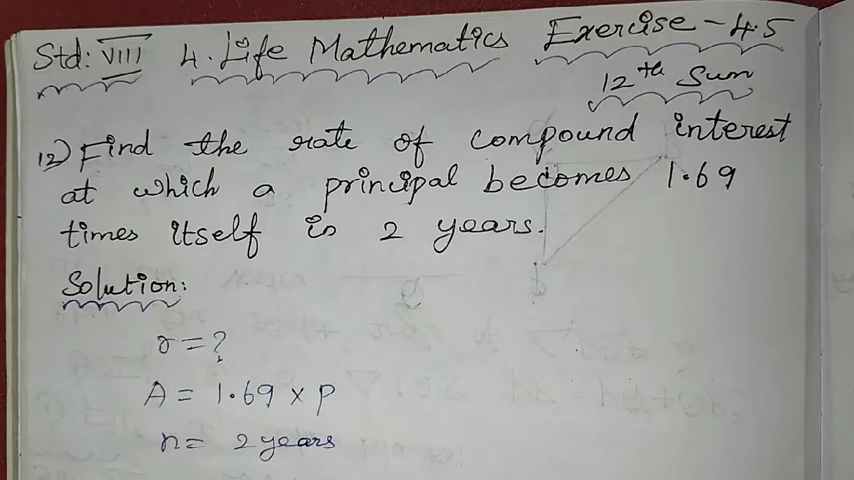 Std: VIII 4. Life Mathematics Exercise - 4.5
12th Sum
12) Find the rate of compound interest
at which a principal becomes 1.69
times itself is 2 years.
Solution:
r = ?
A = 1.69 x P
n = 2 years